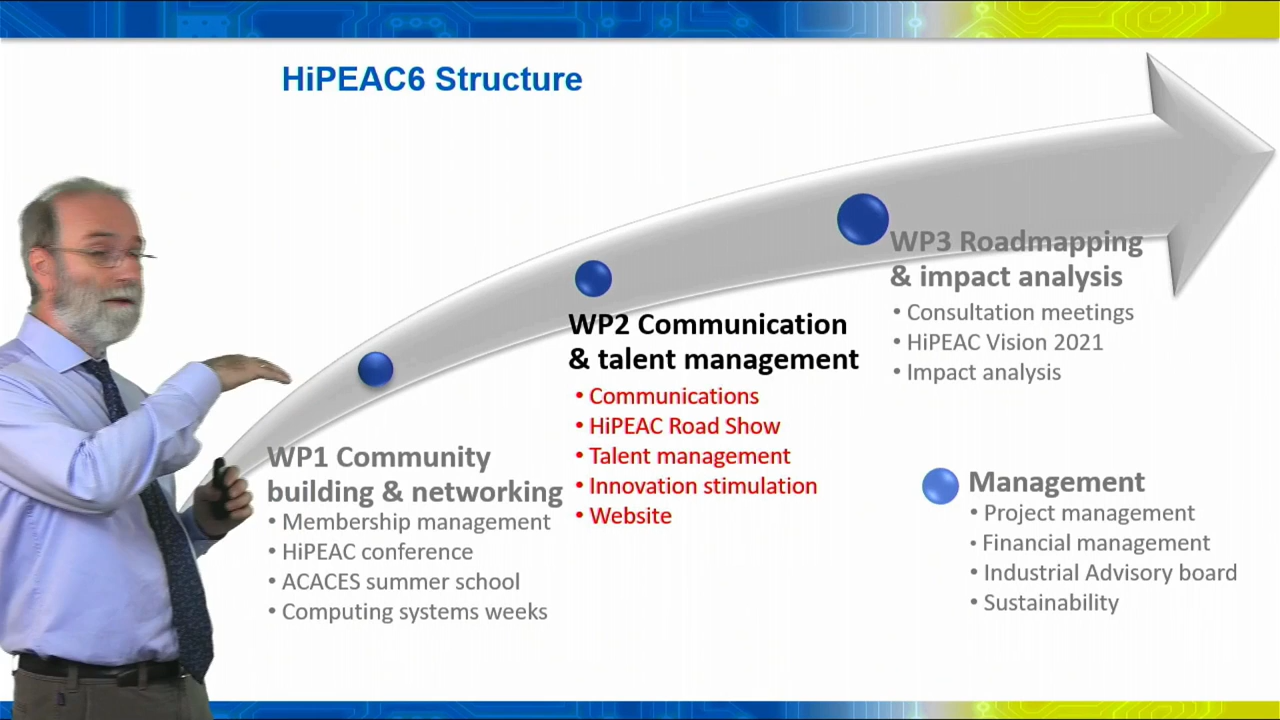 HiPEAC6 Structure
WP1 Community
building & networking
• Membership management
• HiPEAC conference
• ACACES summer school
• Computing systems weeks
WP2 Communication
& talent management
• Communications
• HiPEAC Road Show
• Talent management
• Innovation stimulation
• Website
WP3 Roadmapping
& impact analysis
• Consultation meetings
• HiPEAC Vision 2021
• Impact analysis
Management
• Project management
• Financial management
• Industrial Advisory board
• Sustainability